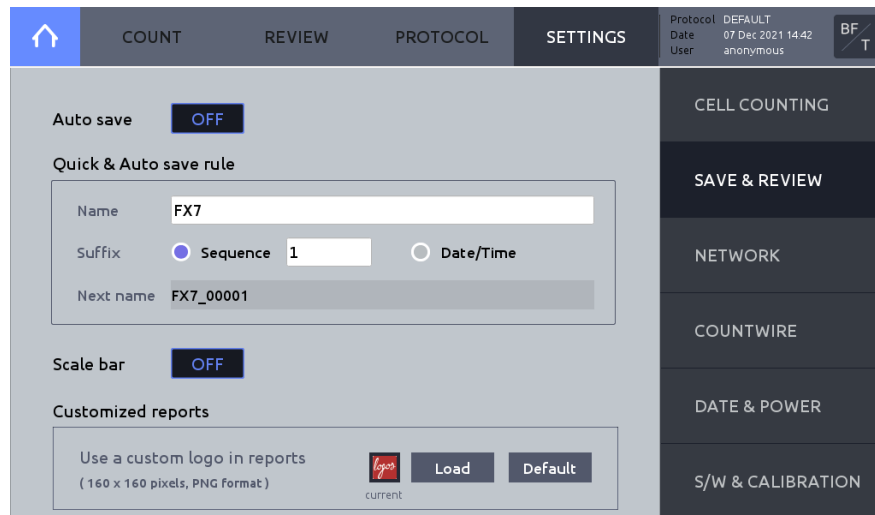 COUNT REVIEW PROTOCOL SETTINGS
Protocol DEFAULT
Date 07 Dec 2021 14:42
User anonymous
BF
T
Auto save OFF
Quick & Auto save rule
Name FX7
Suffix Sequence 1 Date/Time
Next name FX7_00001
Scale bar OFF
Customized reports
Use a custom logo in reports
( 160 x 160 pixels, PNG format )
logos
current
Load Default
CELL COUNTING
SAVE & REVIEW
NETWORK
COUNTWIRE
DATE & POWER
S/W & CALIBRATION